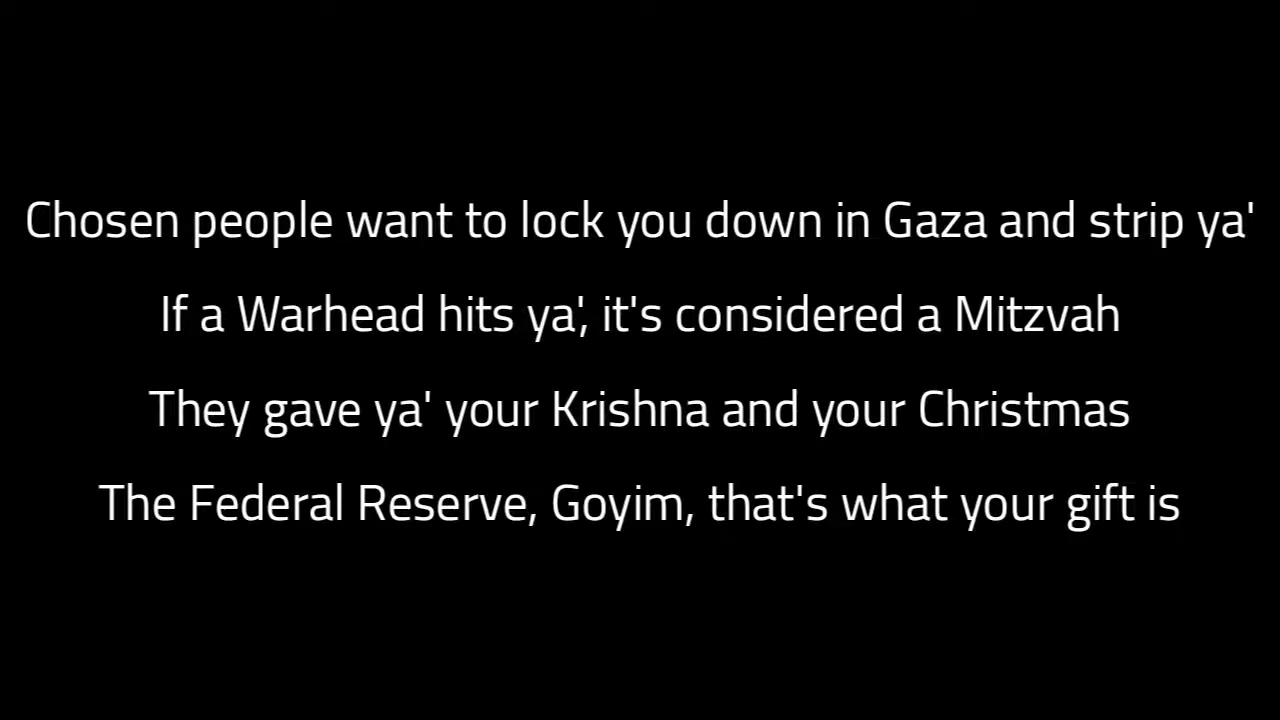 Chosen people want to lock you down in Gaza and strip ya'
If a Warhead hits ya', it's considered a Mitzvah
They gave ya' your Krishna and your Christmas
The Federal Reserve, Goyim, that's what your gift is